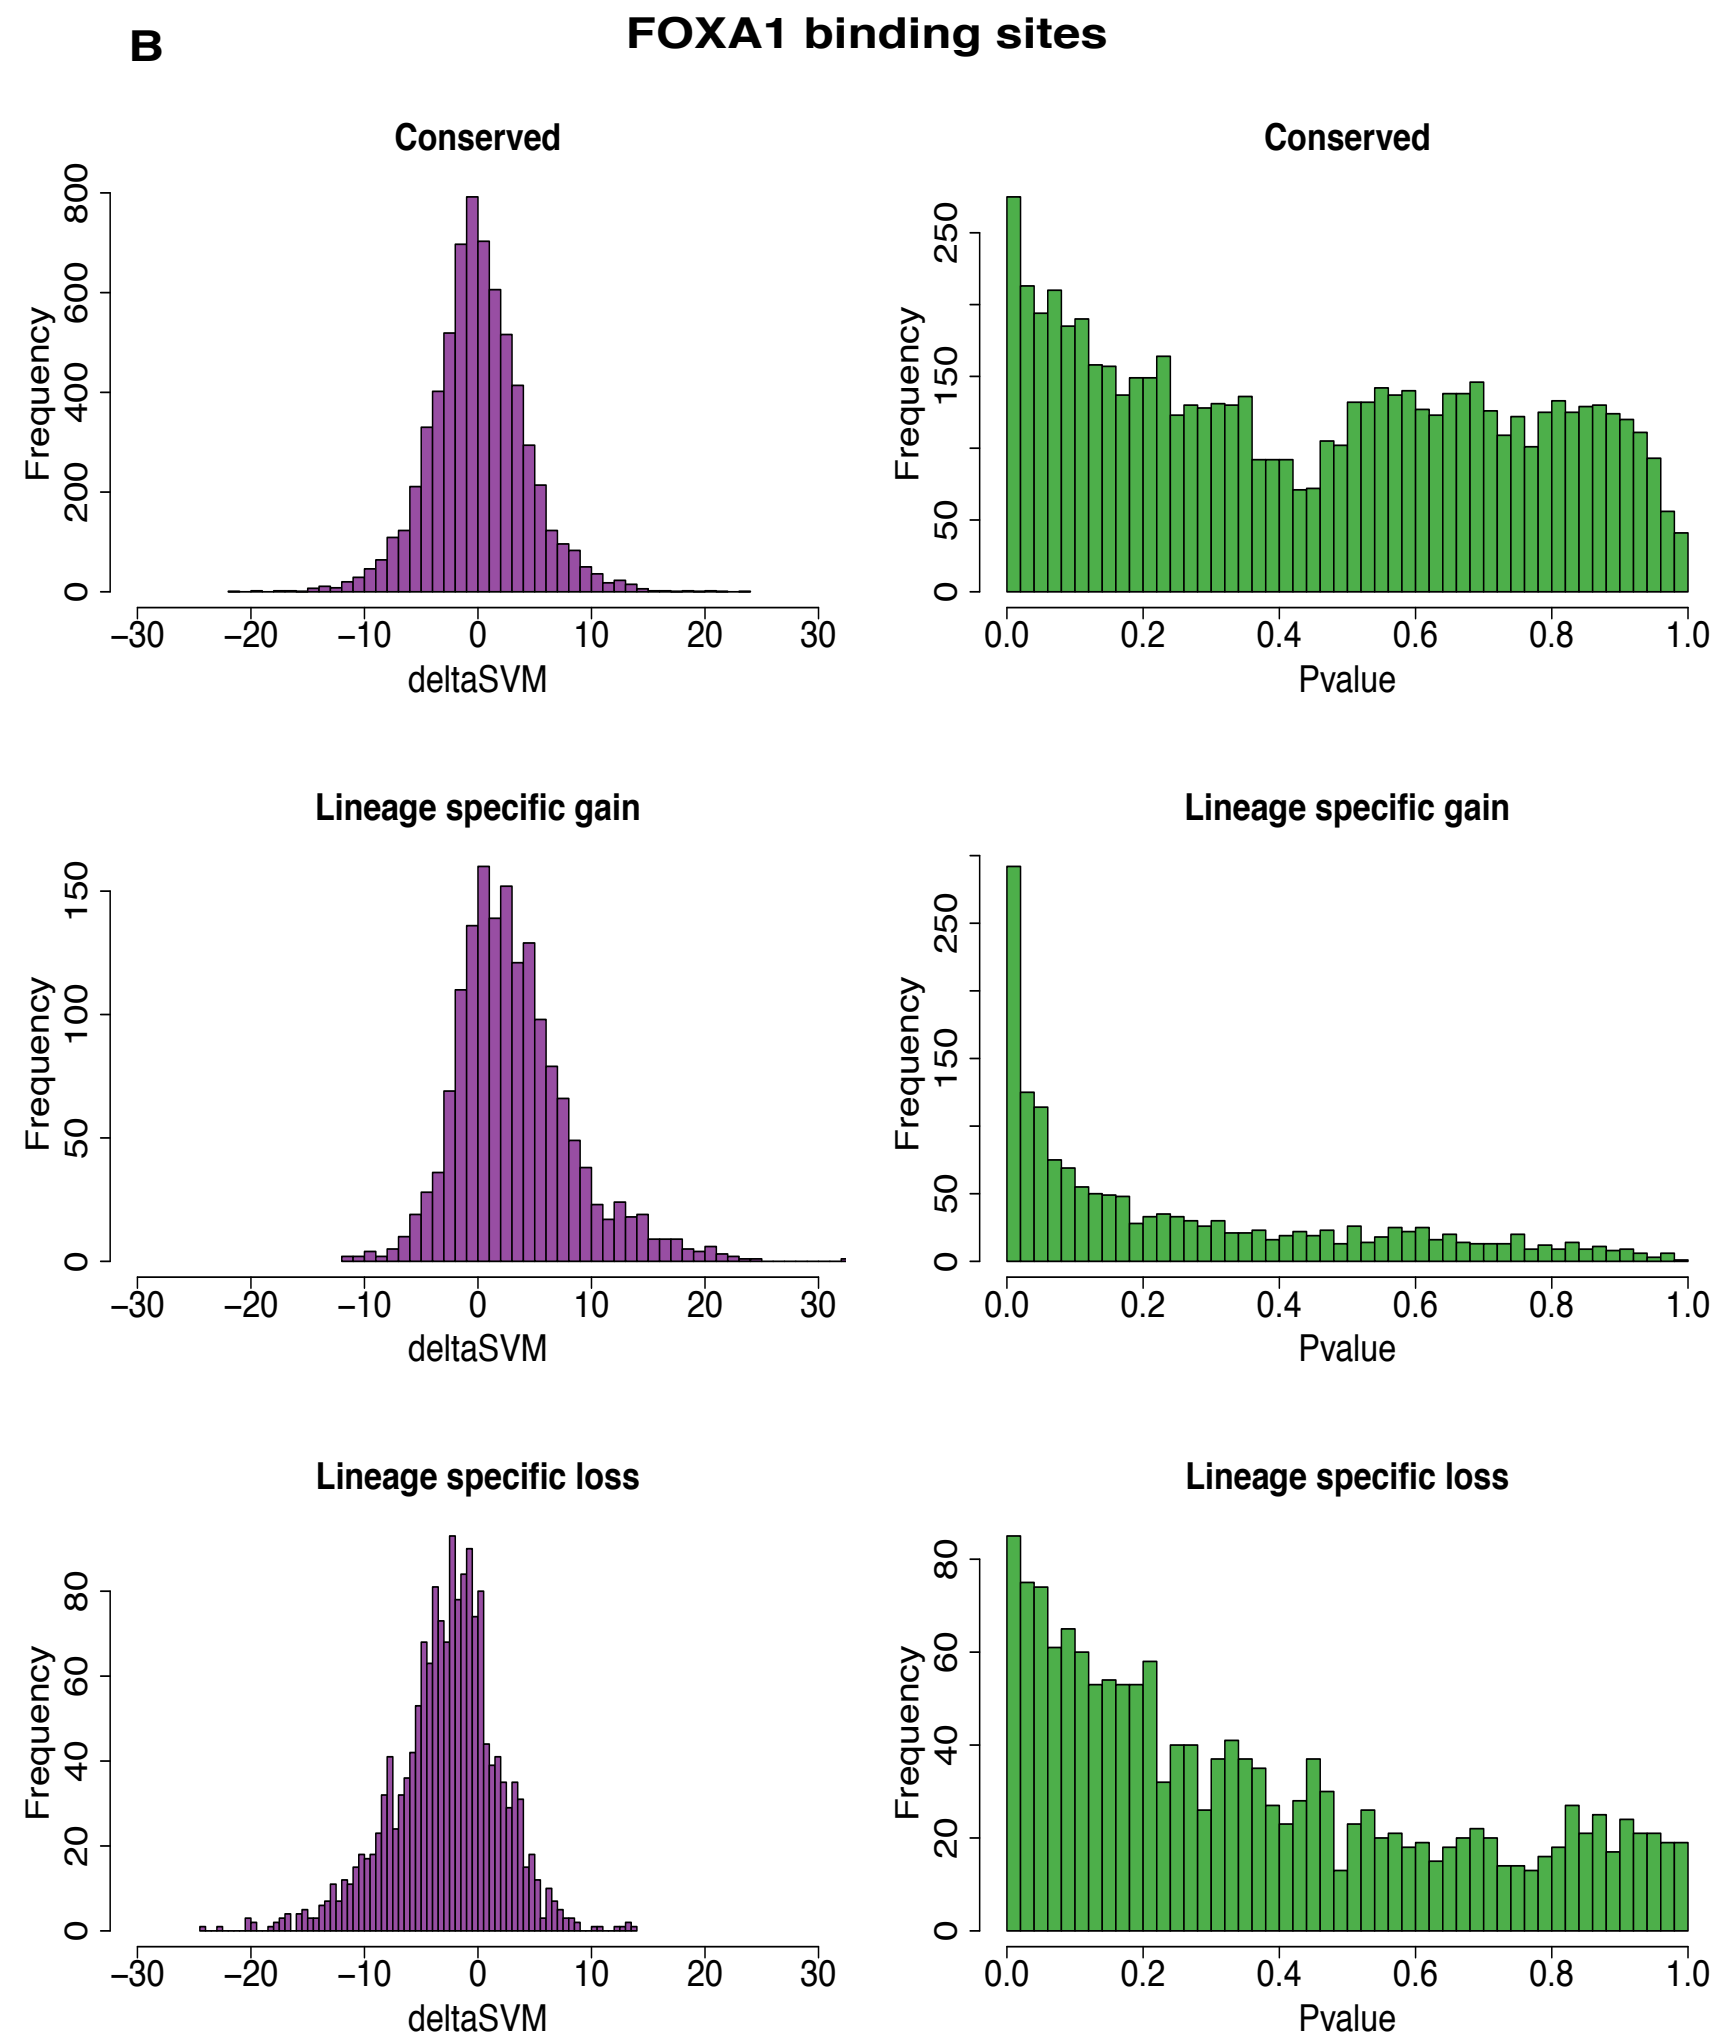 B
FOXA1 binding sites
Conserved
Frequency
0 200 400 600 800
−30 −20 −10 0 10 20 30
deltaSVM
Conserved
Frequency
0 50 150 250
0.0 0.2 0.4 0.6 0.8 1.0
Pvalue
Lineage specific gain
Frequency
0 50 100 150
−30 −20 −10 0 10 20 30
deltaSVM
Lineage specific gain
Frequency
0 50 150 250
0.0 0.2 0.4 0.6 0.8 1.0
Pvalue
Lineage specific loss
Frequency
0 20 40 60 80
−30 −20 −10 0 10 20 30
deltaSVM
Lineage specific loss
Frequency
0 20 40 60 80
0.0 0.2 0.4 0.6 0.8 1.0
Pvalue